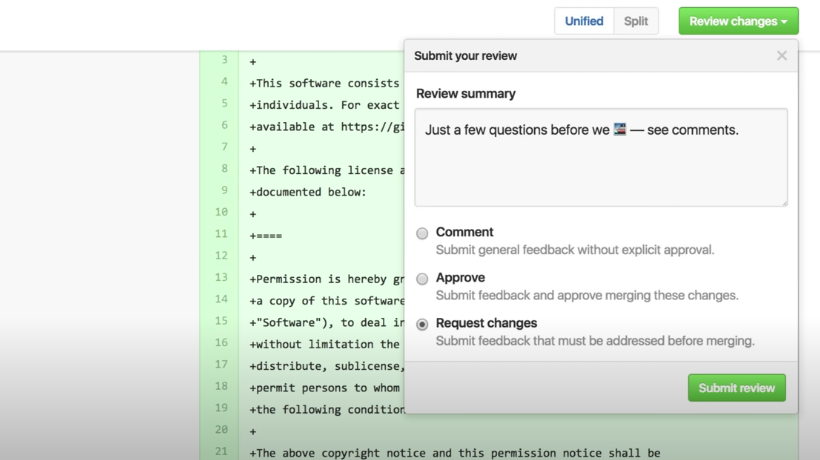 Unified Split Review changes
Submit your review
Review summary
Just a few questions before we — see comments.
Comment
Submit general feedback without explicit approval.
Approve
Submit feedback and approve merging these changes.
Request changes
Submit feedback that must be addressed before merging.
Submit review
3 +
4 +This software consists
5 +individuals. For exact
6 +available at https://gi
7 +
8 +The following license a
9 +documented below:
10 +
11 +====
12 +
13 +Permission is hereby gr
14 +a copy of this software
15 +"Software"), to deal in
16 +without limitation the
17 +distribute, sublicense,
18 +permit persons to whom
19 +the following condition
20 +
21 +The above copyright notice and this permission notice shall be